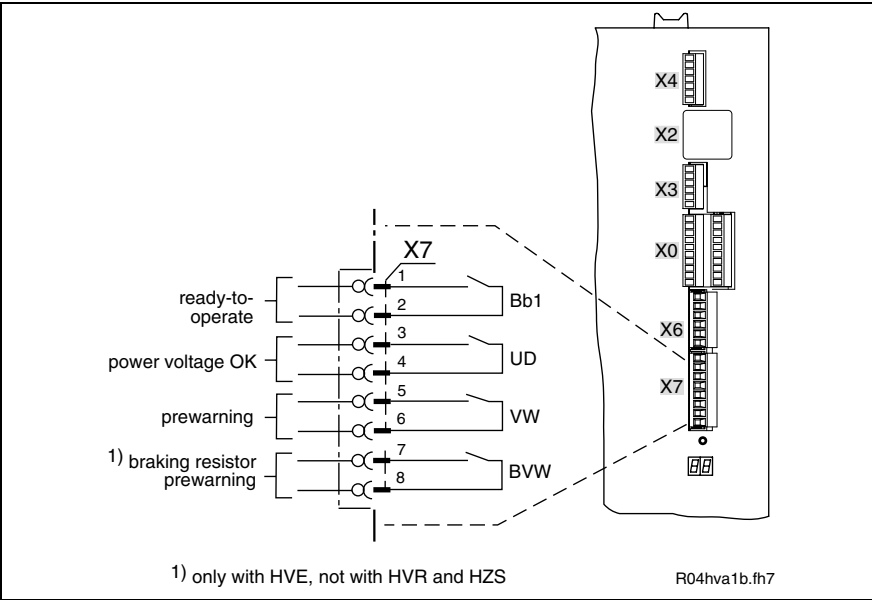 X4
X2
X3
X0
X6
X7
X7
ready-to-
operate
1
2
Bb1
power voltage OK
3
4
UD
prewarning
5
6
VW
1) braking resistor
prewarning
7
8
BVW
1) only with HVE, not with HVR and HZS
R04hva1b.fh7